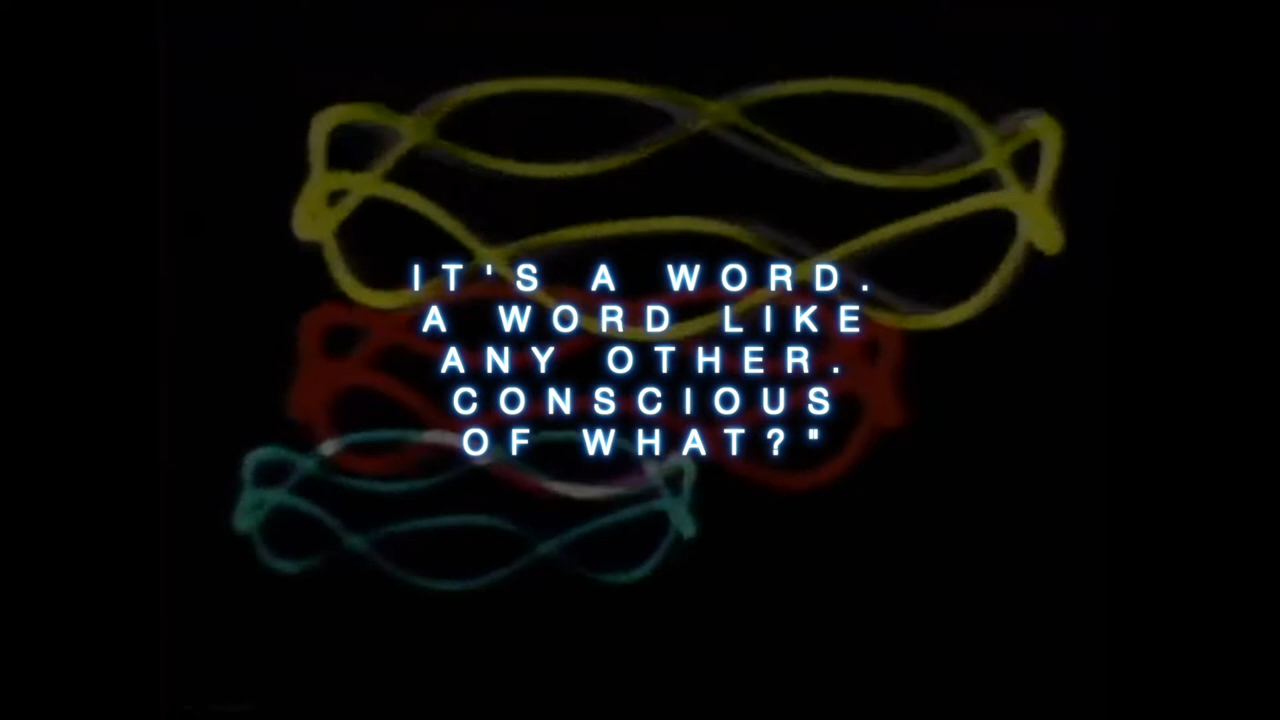 IT'S A WORD.
A WORD LIKE
ANY OTHER.
CONSCIOUS
OF WHAT?"